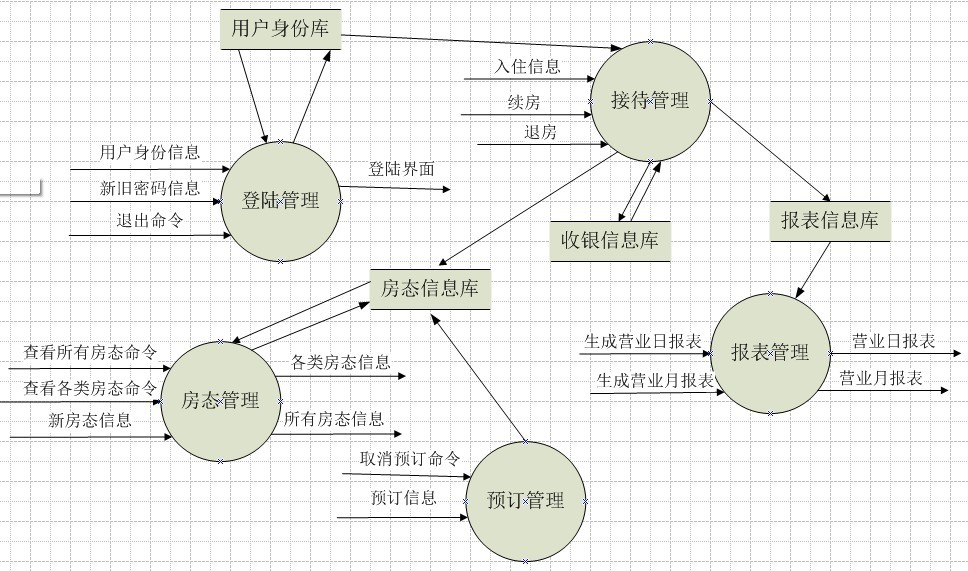 用户身份库
入住信息
续房
退房
接待管理
用户身份信息
新旧密码信息
退出命令
登陆管理
登陆界面
收银信息库
报表信息库
房态信息库
查看所有房态命令
查看各类房态命令
新房态信息
房态管理
各类房态信息
所有房态信息
生成营业日报表
生成营业月报表
报表管理
营业日报表
营业月报表
取消预订命令
预订信息
预订管理